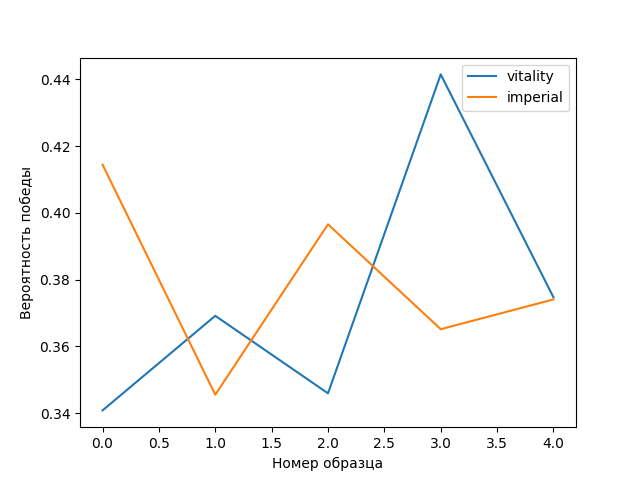 vitality
imperial
0.44
0.42
0.40
0.38
0.36
0.34
Вероятность победы
0.0 0.5 1.0 1.5 2.0 2.5 3.0 3.5 4.0
Номер образца